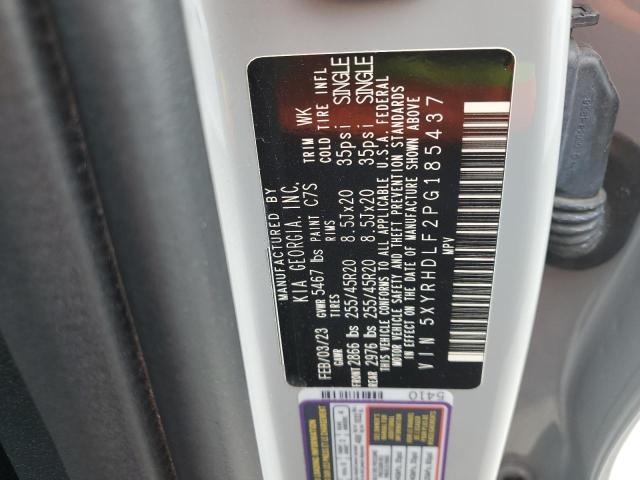 MANUFACTURED BY
KIA GEORGIA, INC.
FEB/03/23 GVWR 5467 lbs PAINT C7S TRIM WK
GAWR TIRES RIMS COLD TIRE INFL
FRONT 2866 lbs 255/45R20 8.5Jx20 35psi SINGLE
REAR 2976 lbs 255/45R20 8.5Jx20 35psi SINGLE
THIS VEHICLE CONFORMS TO ALL APPLICABLE U.S.A. FEDERAL
MOTOR VEHICLE SAFETY AND THEFT PREVENTION STANDARDS
IN EFFECT ON THE DATE OF MANUFACTURE SHOWN ABOVE
VIN 5XYRHDLF2PG185437
MPV
5410